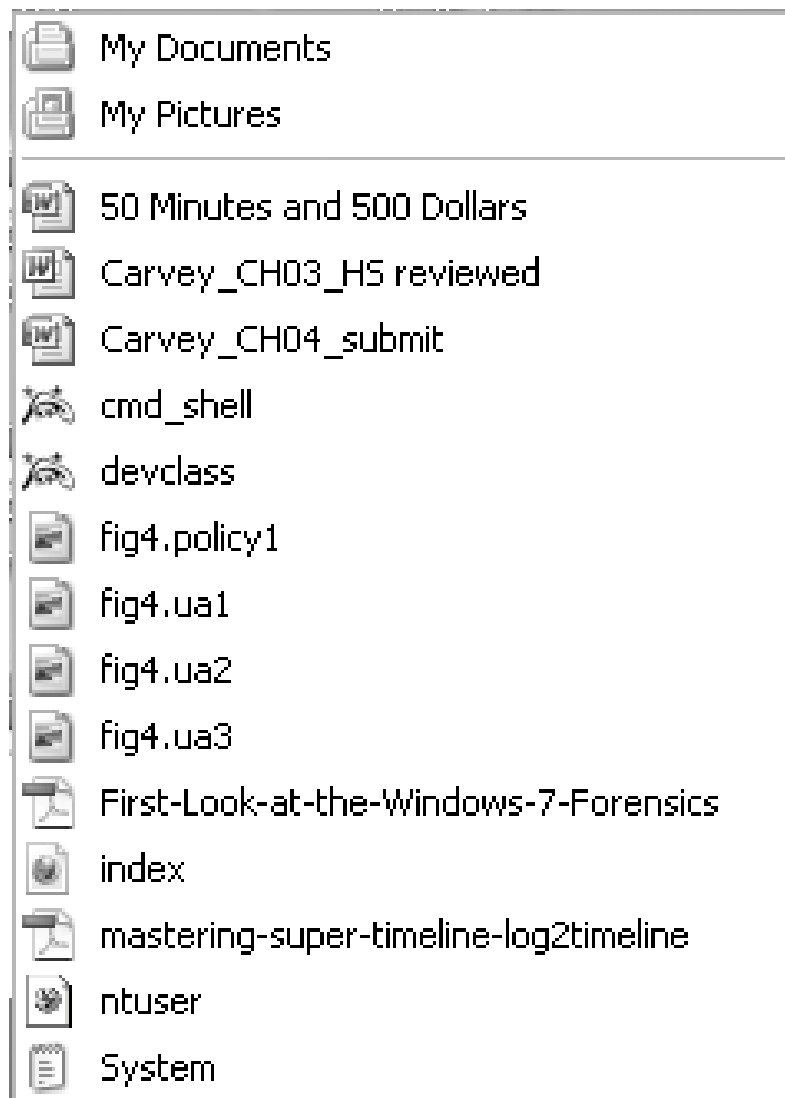 My Documents
My Pictures
50 Minutes and 500 Dollars
Carvey_CH03_HS reviewed
Carvey_CH04_submit
cmd_shell
devclass
fig4.policy1
fig4.ua1
fig4.ua2
fig4.ua3
First-Look-at-the-Windows-7-Forensics
index
mastering-super-timeline-log2timeline
ntuser
System